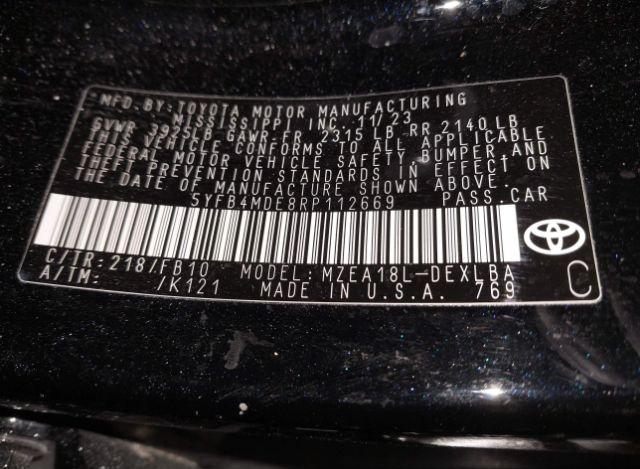 MFD. BY: TOYOTA MOTOR MANUFACTURING
MISSISSIPPI, INC. 11/23
GVWR 3925LB GAWR FR 2315 LB RR 2140 LB
THIS VEHICLE CONFORMS TO ALL APPLICABLE
FEDERAL MOTOR VEHICLE SAFETY, BUMPER AND
THEFT PREVENTION STANDARDS IN EFFECT ON
THE DATE OF MANUFACTURE SHOWN ABOVE.
5YFB4MDE8RP112669 PASS.CAR
C/TR: 218/FB10 MODEL: MZEA18L-DEXLBA
A/TM: /K121 MADE IN U.S.A. 769
C